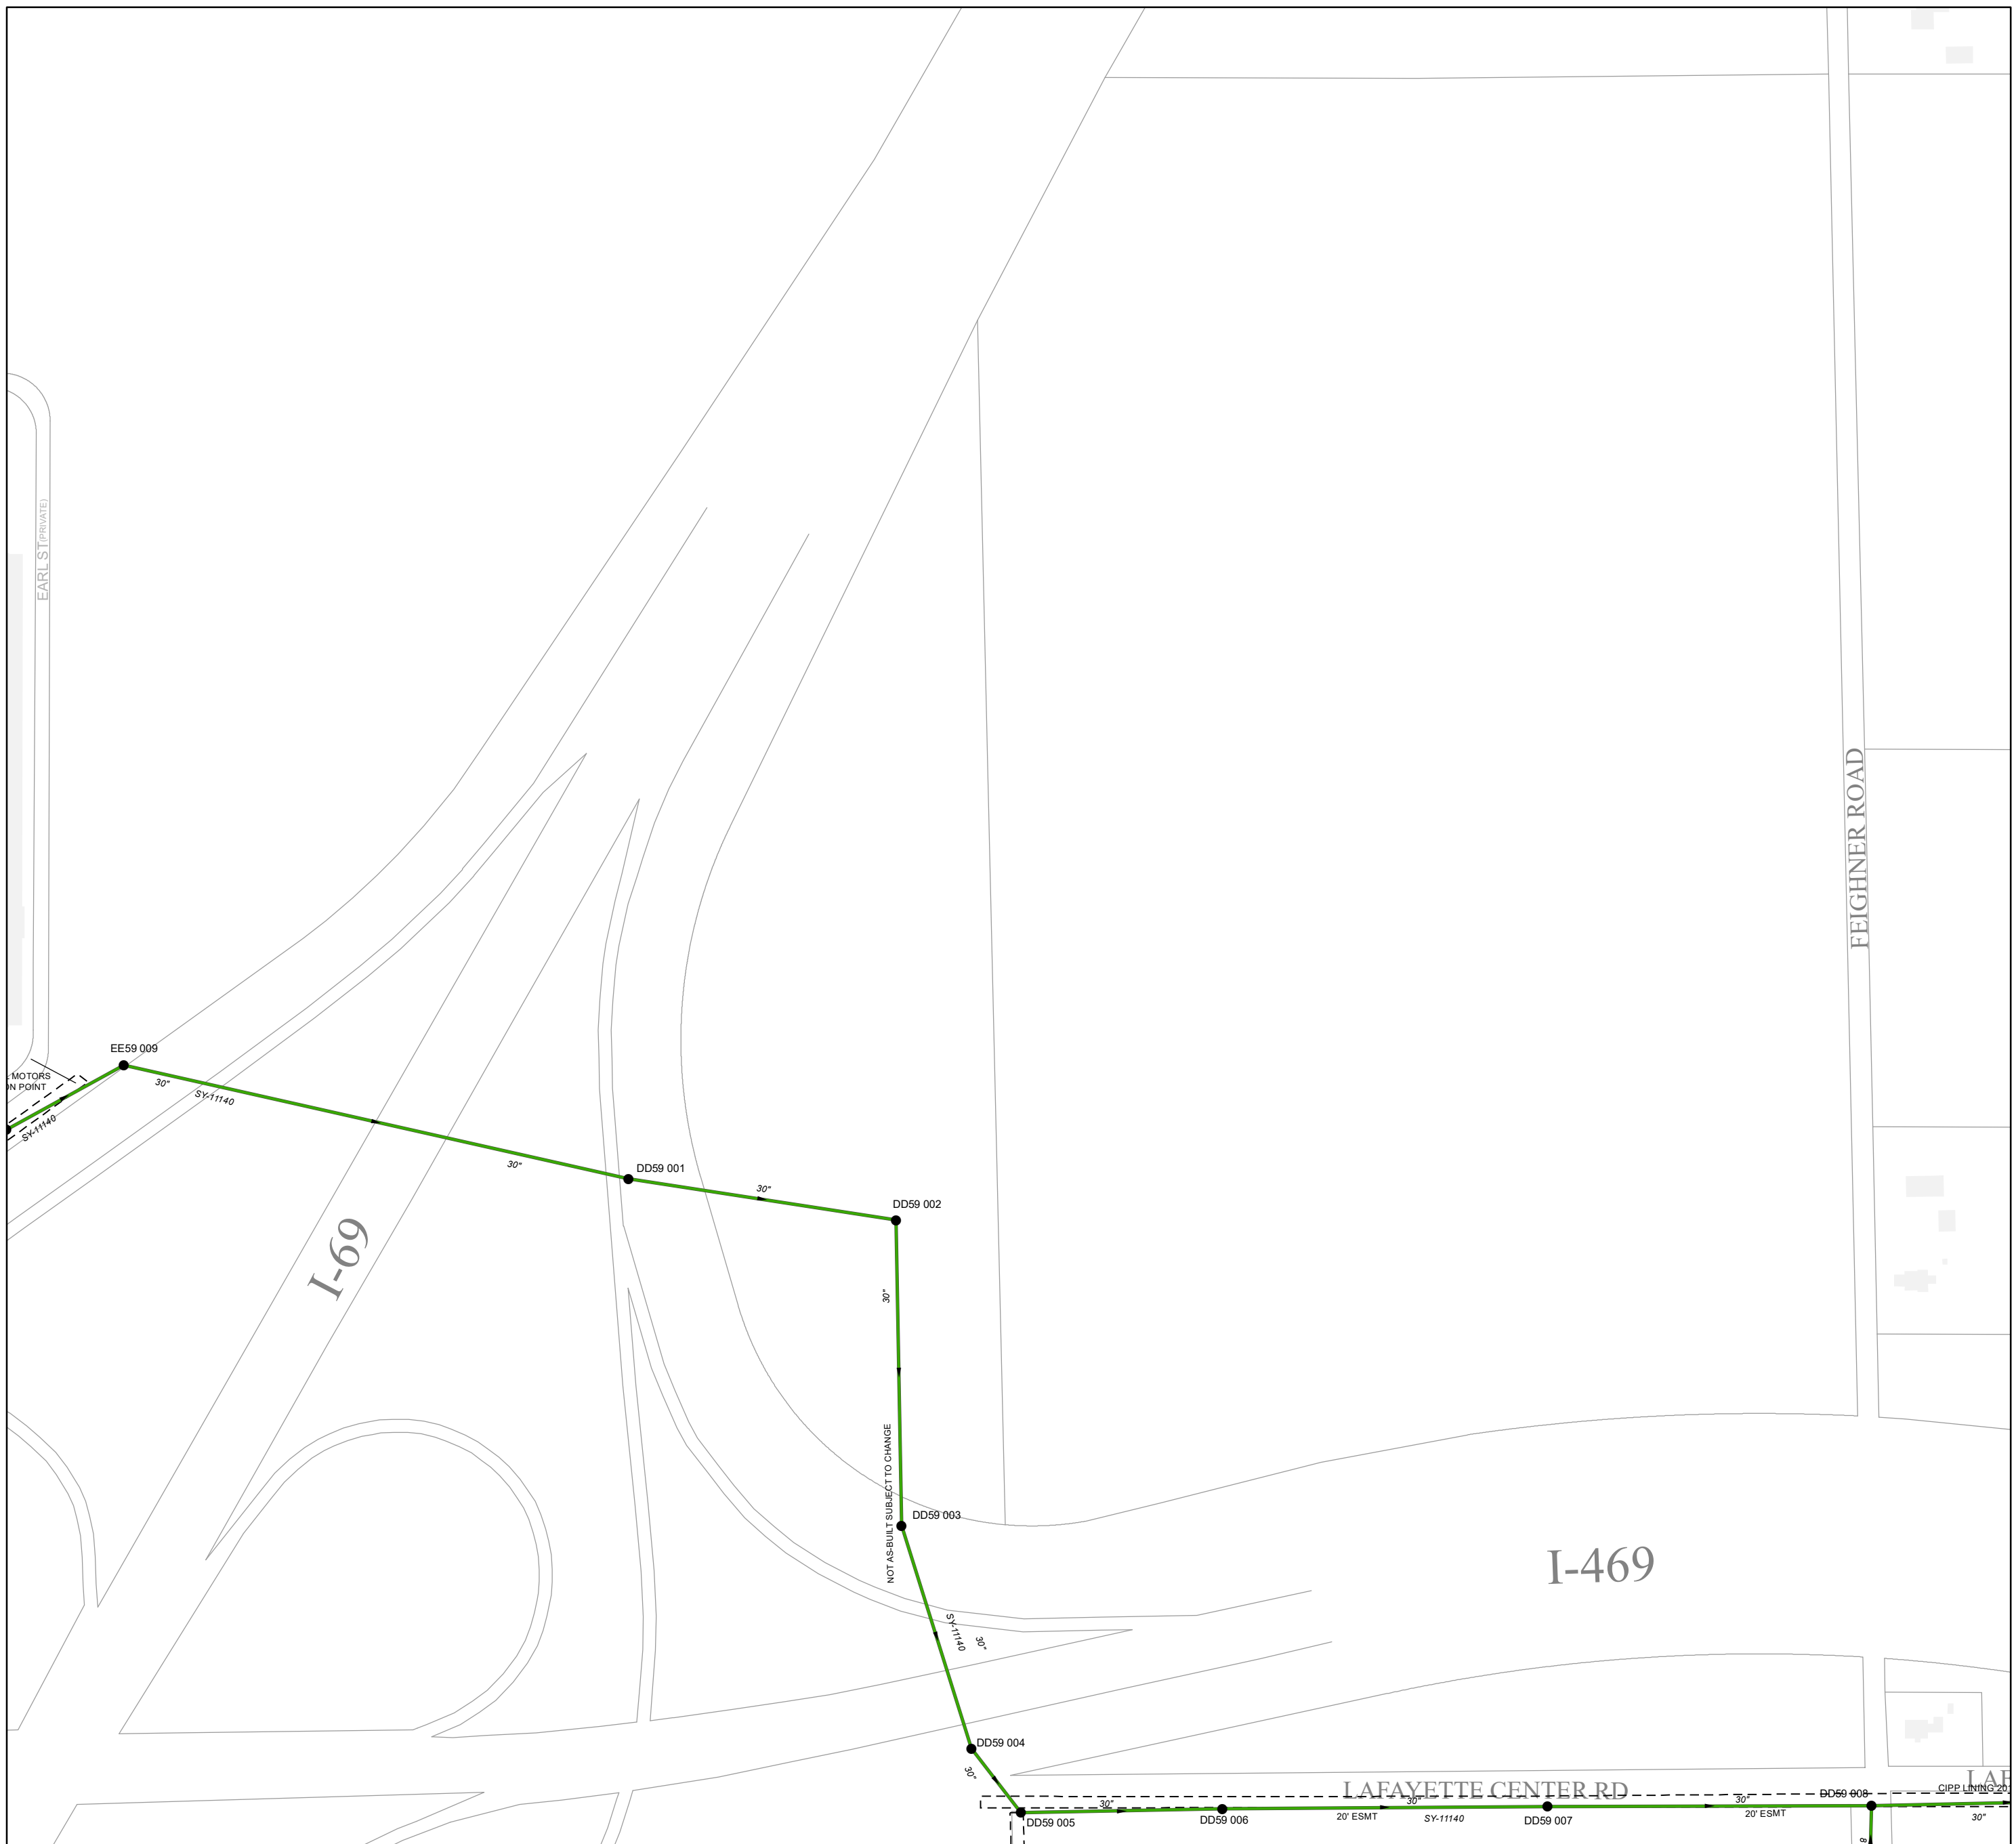 EARL ST (PRIVATE)
FEIGHNER ROAD
EE59 009
MOTORS
ON POINT
30"
SY-11140
SY-11140
30"
DD59 001
30"
DD59 002
I-69
30"
NOT AS-BUILT SUBJECT TO CHANGE
DD59 003
I-469
SY-11140
30"
DD59 004
30"
LAFAYETTE CENTER RD
LAF
CIPP LINING 201
DD59 008
30"
30"
30"
DD59 005
DD59 006
20' ESMT
SY-11140
DD59 007
20' ESMT
30"
8